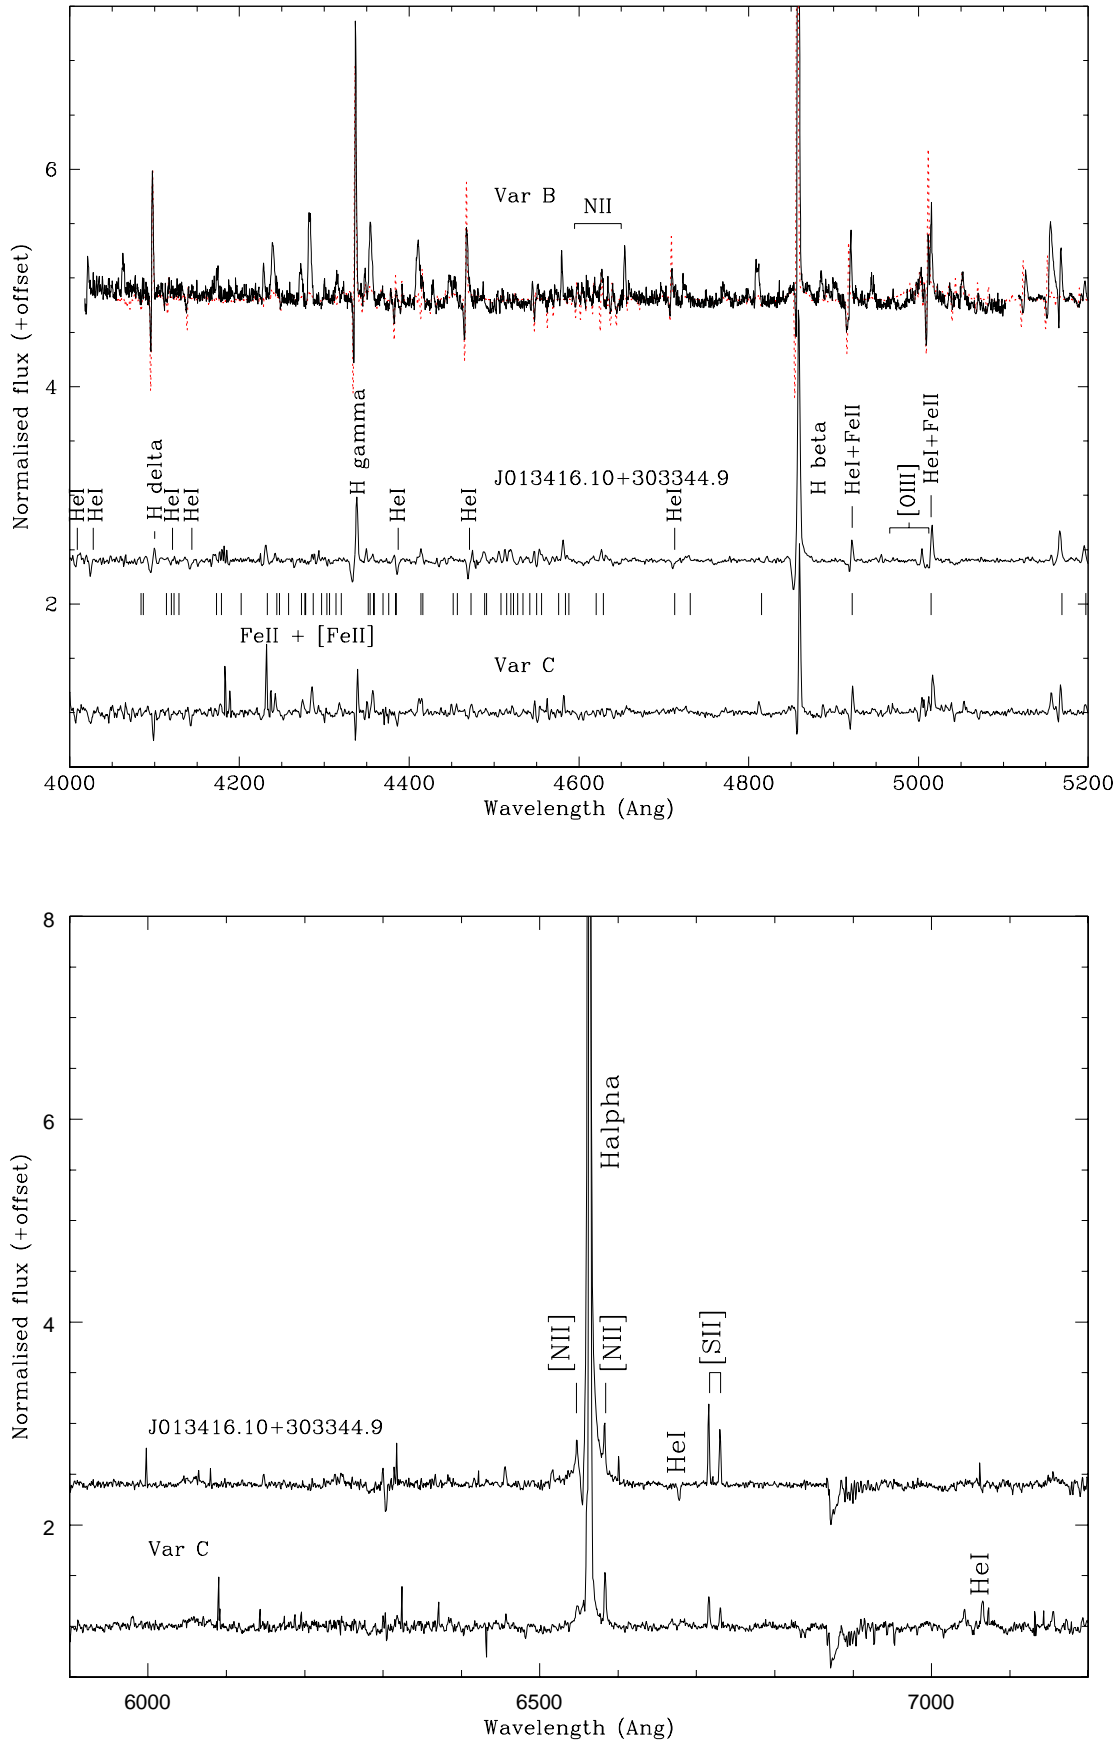 6
4
2
Normalised flux (+offset)
Var B
NII
HeI
HeI
H delta
HeI
HeI
H gamma
HeI
HeI
J013416.10+303344.9
HeI
H beta
HeI+FeII
[OIII]
HeI+FeII
FeII + [FeII]
Var C
4000 4200 4400 4600 4800 5000 5200
Wavelength (Ang)
8
6
4
2
Normalised flux (+offset)
Halpha
[NII]
[NII]
[SII]
J013416.10+303344.9
HeI
Var C
HeI
6000 6500 7000
Wavelength (Ang)